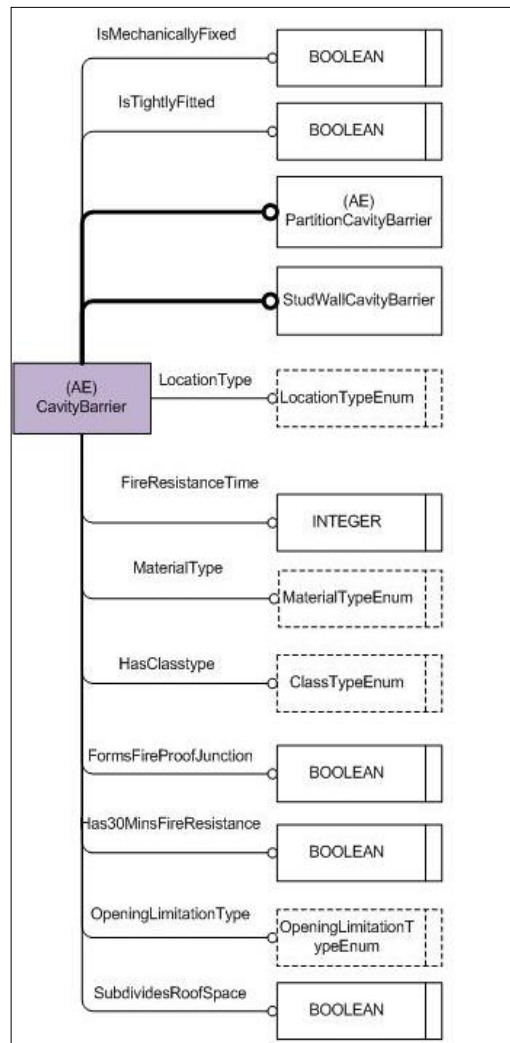 IsMechanicallyFixed
BOOLEAN
IsTightlyFitted
BOOLEAN
(AE)
PartitionCavityBarrier
StudWallCavityBarrier
(AE)
CavityBarrier
LocationType
LocationTypeEnum
FireResistanceTime
INTEGER
MaterialType
MaterialTypeEnum
HasClasstype
ClassTypeEnum
FormsFireProofJunction
BOOLEAN
Has30MinsFireResistance
BOOLEAN
OpeningLimitationType
OpeningLimitationT
ypeEnum
SubdividesRoofSpace
BOOLEAN